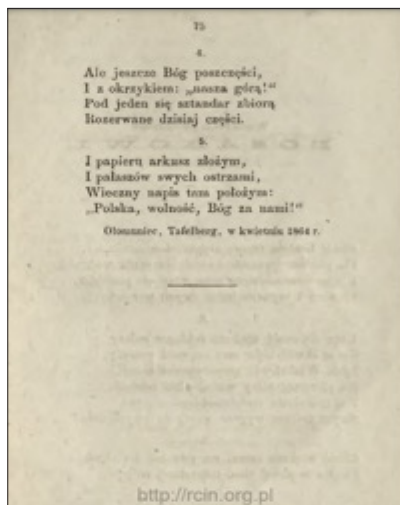 75
4.
Ale jeszcze Bóg poszczęści,
I z okrzykiem: „nasza górą!“
Pod jeden się sztandar zbiorą
Rozerwane dzisiaj części.
5.
I papieru arkusz złożym,
I pałaszów swych ostrzami,
Wieczny napis tam położym:
„Polska, wolność, Bóg za nami!“
Ołomuniec, Tafelberg, w kwietniu 1864 r.
http://rcin.org.pl